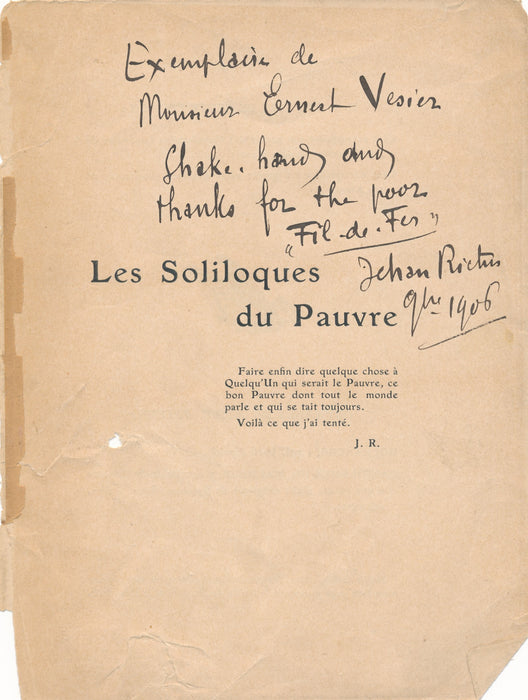 Exemplaire de
Monsieur Ernest Vesier
Shake. hand and
thanks for the poor
"Fil-de-Fer"
Les Soliloques
Jehan Rictus
du Pauvre
9bre 1906
Faire enfin dire quelque chose à
Quelqu'Un qui serait le Pauvre, ce
bon Pauvre dont tout le monde
parle et qui se tait toujours.
Voilà ce que j'ai tenté.
J. R.